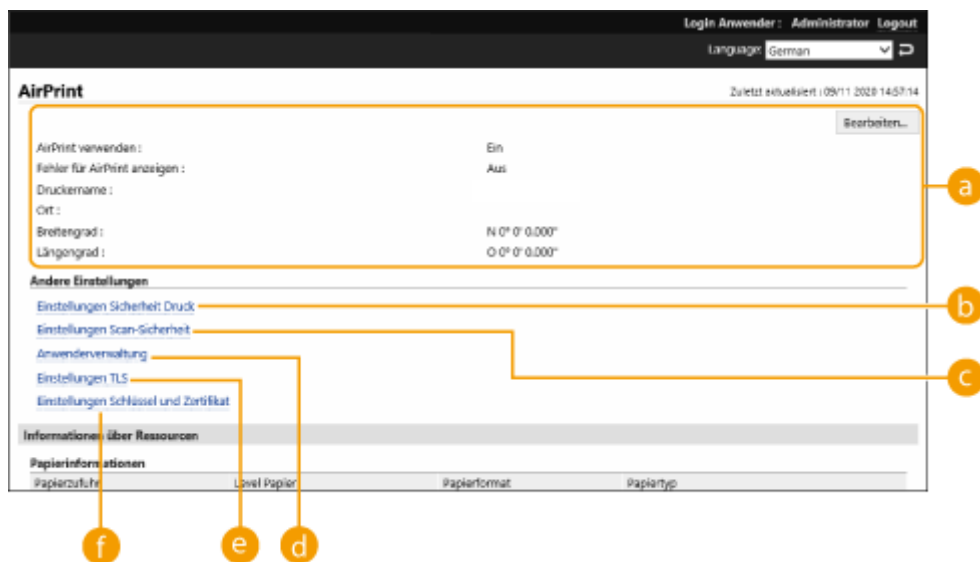 Login Anwender : Administrator Logout
Language: German
AirPrint
Zuletzt aktualisiert : 09/11 2020 14:57:14
Bearbeiten...
AirPrint verwenden : Ein
Fehler für AirPrint anzeigen : Aus
Druckername :
Ort :
Breitengrad : N 0° 0' 0.000"
Längengrad : O 0° 0' 0.000"
a
Andere Einstellungen
Einstellungen Sicherheit Druck
b
Einstellungen Scan-Sicherheit
Anwenderverwaltung
c
Einstellungen TLS
Einstellungen Schlüssel und Zertifikat
Informationen über Ressourcen
Papierinformationen
Papierzufuhr Level Papier Papierformat Papiertyp
f e d